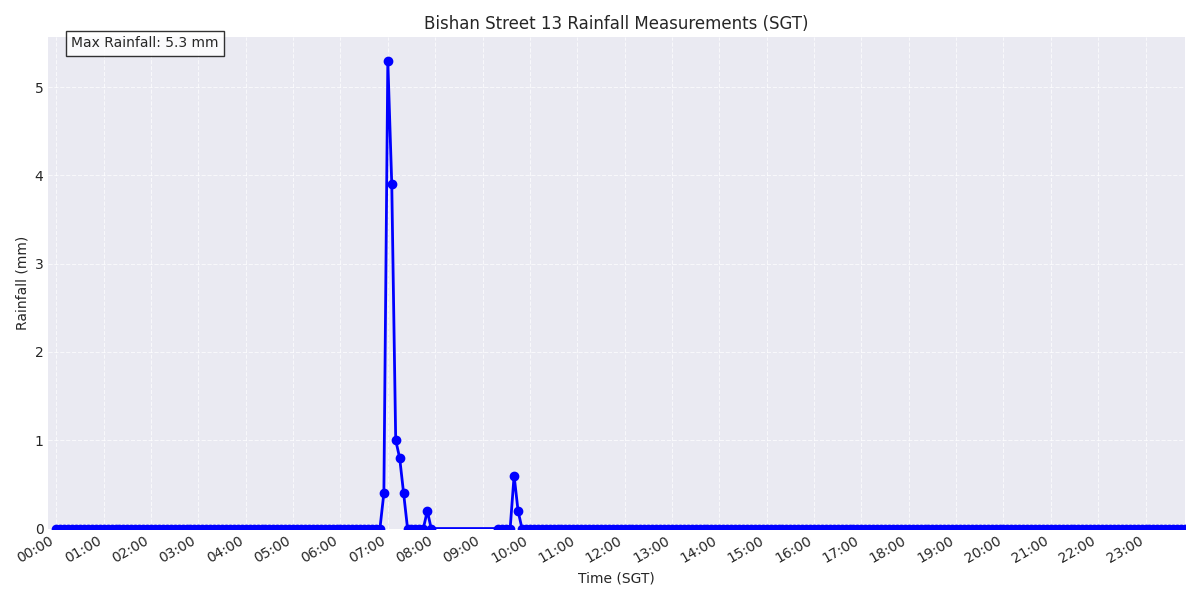 Bishan Street 13 Rainfall Measurements (SGT)
Max Rainfall: 5.3 mm
Rainfall (mm)
5
4
3
2
1
0
00:00 01:00 02:00 03:00 04:00 05:00 06:00 07:00 08:00 09:00 10:00 11:00 12:00 13:00 14:00 15:00 16:00 17:00 18:00 19:00 20:00 21:00 22:00 23:00
Time (SGT)